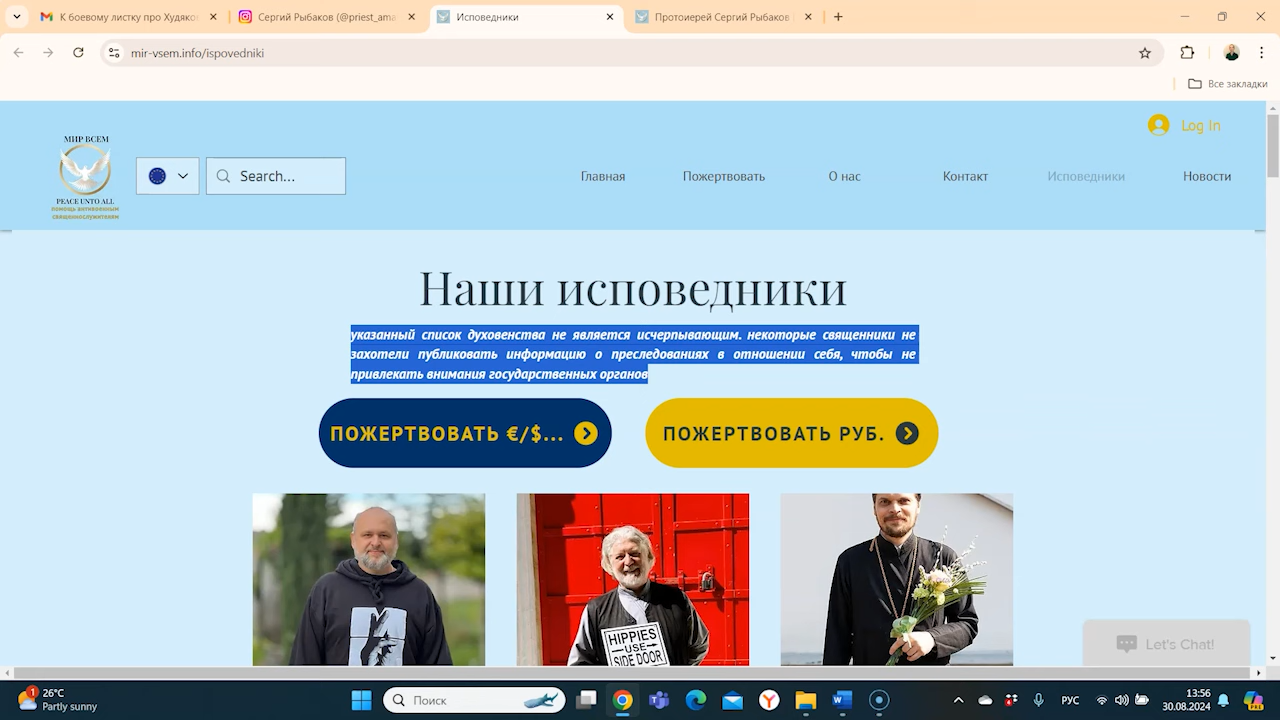 К боевому листку про Худяков
Сергий Рыбаков (@priest_ama
Исповедники
Протоиерей Сергий Рыбаков
mir-vsem.info/ispovedniki
Все закладки
Log In
МИР ВСЕМ
PEACE UNTO ALL
помощь антивоенным
священнослужителям
Search...
Главная
Пожертвовать
О нас
Контакт
Исповедники
Новости
Наши исповедники
указанный список духовенства не является исчерпывающим. некоторые священники не
захотели публиковать информацию о преследованиях в отношении себя, чтобы не
привлекать внимания государственных органов
ПОЖЕРТВОВАТЬ €/$...
ПОЖЕРТВОВАТЬ РУБ.
HIPPIES
USE
SIDE DOOR
Let's Chat!
1
26°C
Partly sunny
Поиск
РУС
13:56
30.08.2024